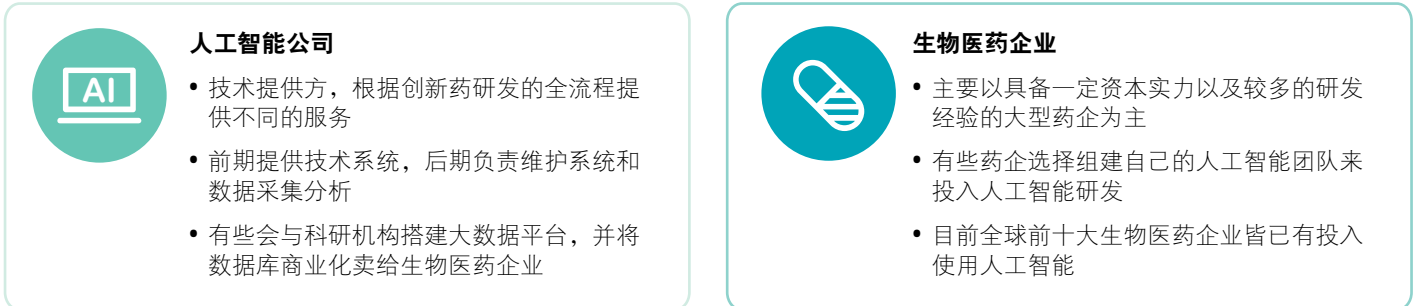 AI
人工智能公司
• 技术提供方，根据创新药研发的全流程提
供不同的服务
• 前期提供技术系统，后期负责维护系统和
数据采集分析
• 有些会与科研机构搭建大数据平台，并将
数据库商业化卖给生物医药企业
生物医药企业
• 主要以具备一定资本实力以及较多的研发
经验的大型药企为主
• 有些药企选择组建自己的人工智能团队来
投入人工智能研发
• 目前全球前十大生物医药企业皆已有投入
使用人工智能